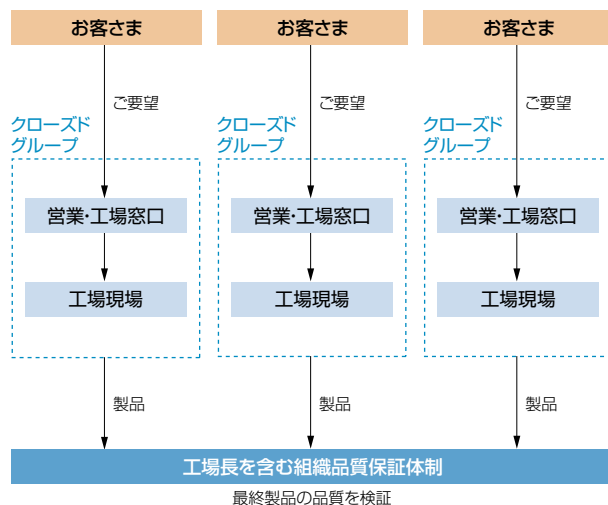 お客さま
お客さま
お客さま
ご要望
ご要望
ご要望
クローズド
グループ
クローズド
グループ
クローズド
グループ
営業・工場窓口
営業・工場窓口
営業・工場窓口
工場現場
工場現場
工場現場
製品
製品
製品
工場長を含む組織品質保証体制
最終製品の品質を検証